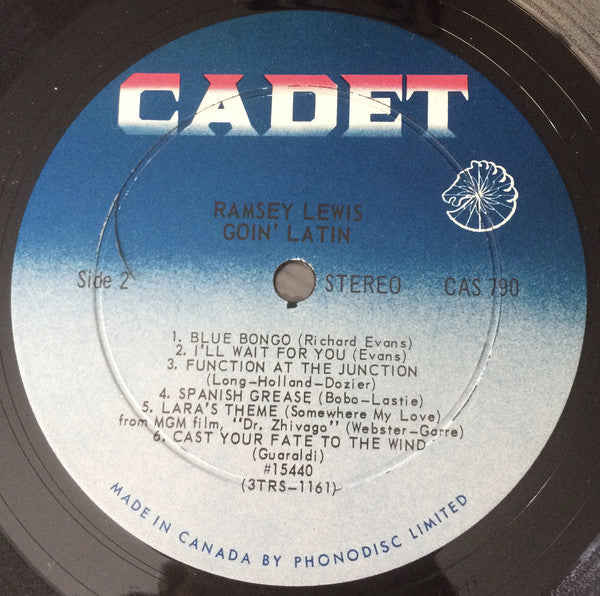 CADET
RAMSEY LEWIS
GOIN' LATIN
Side 2 STEREO CAS 790
1. BLUE BONGO (Richard Evans)
2. I'LL WAIT FOR YOU (Evans)
3. FUNCTION AT THE JUNCTION
(Long-Holland-Dozier)
4. SPANISH GREASE (Bobo-Lastie)
5. LARA'S THEME (Somewhere My Love)
from MGM film, "Dr. Zhivago" (Webster-Garre)
6. CAST YOUR FATE TO THE WIND
(Guaraldi)
#15440
(3TRS-1161)
MADE IN CANADA BY PHONODISC LIMITED